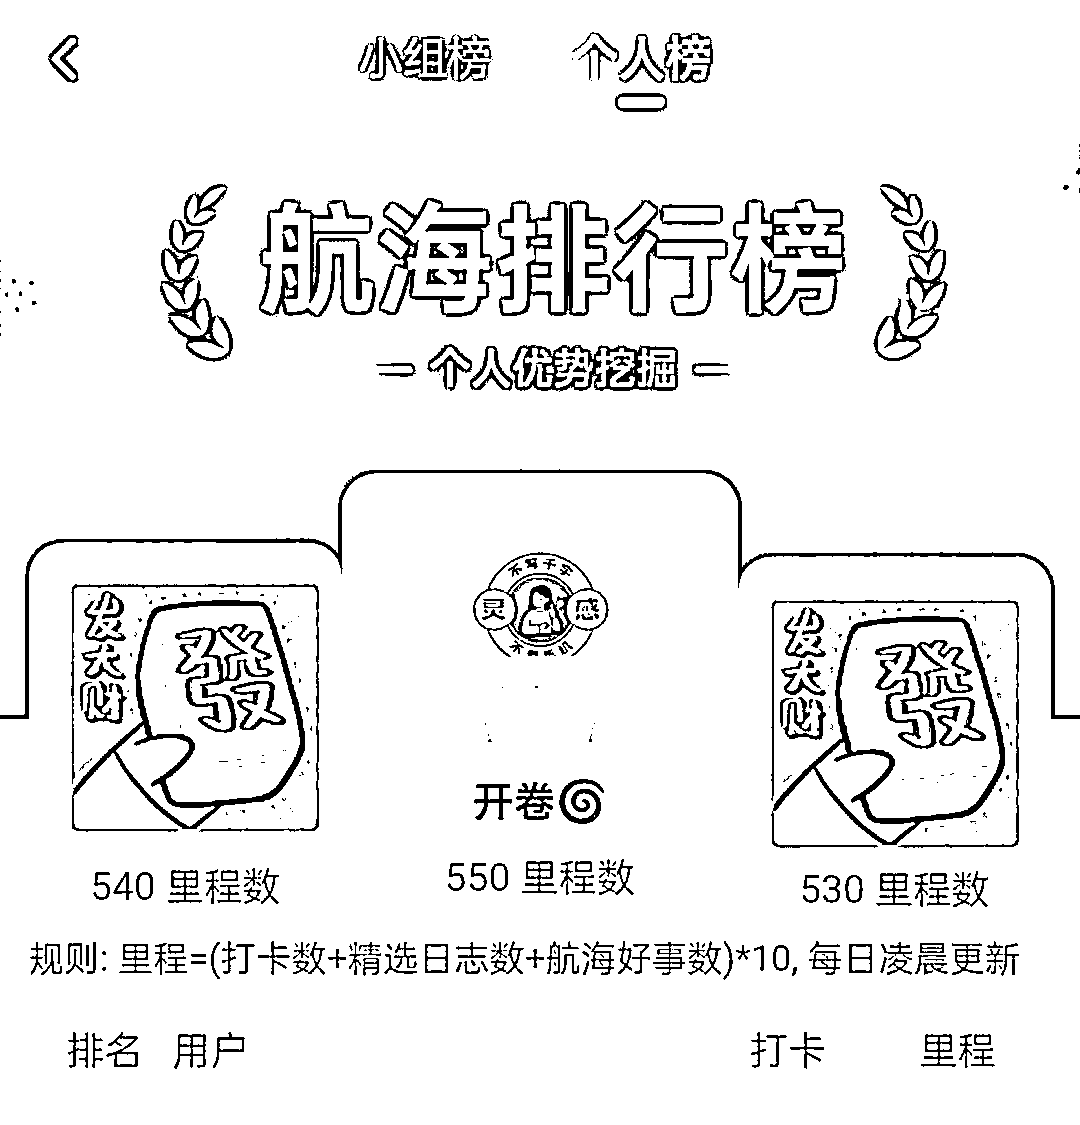 小组榜 个人榜
航海排行榜
个人优势挖掘
不写千字
灵 感
发大财
發
发大财
發
开卷
540 里程数
550 里程数
530 里程数
规则: 里程=(打卡数+精选日志数+航海好事数)*10, 每日凌晨更新
排名 用户 打卡 里程